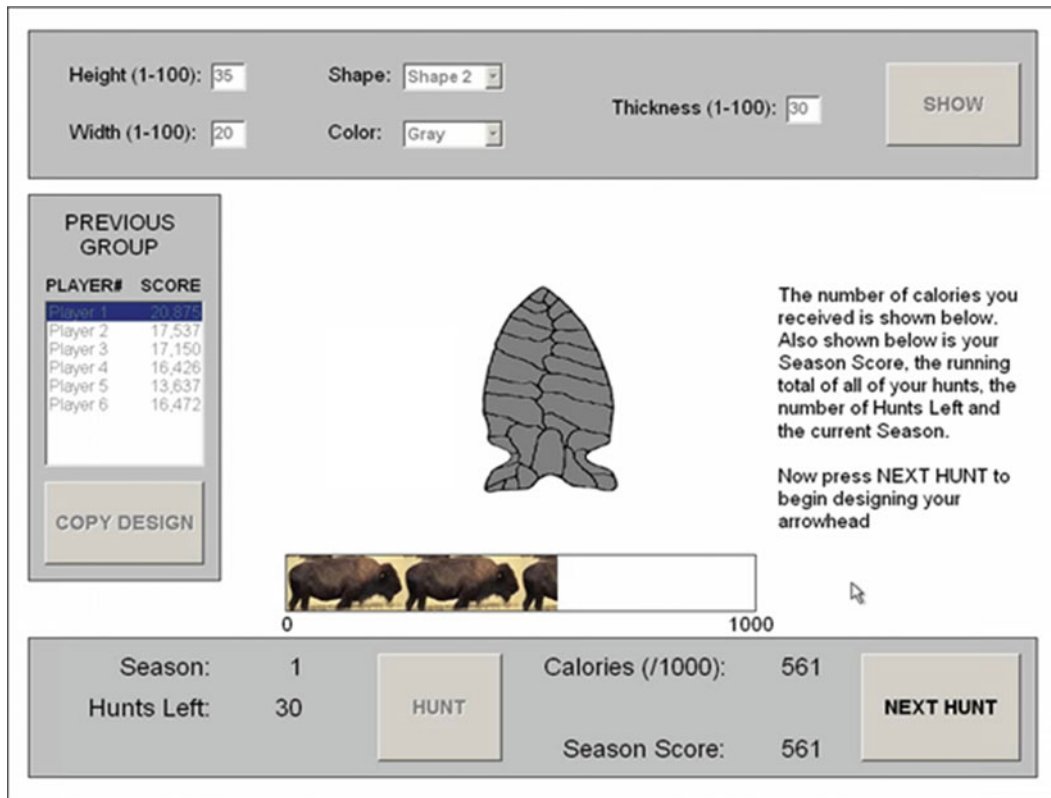 Height (1-100): 35
Shape: Shape 2
Thickness (1-100): 30
SHOW
Width (1-100): 20
Color: Gray
PREVIOUS
GROUP
PLAYER# SCORE
Player 1 20,875
Player 2 17,537
Player 3 17,150
Player 4 16,426
Player 5 13,637
Player 6 16,472
COPY DESIGN
The number of calories you
received is shown below.
Also shown below is your
Season Score, the running
total of all of your hunts, the
number of Hunts Left and
the current Season.
Now press NEXT HUNT to
begin designing your
arrowhead
0 1000
Season: 1
Hunts Left: 30
HUNT
Calories (/1000): 561
Season Score: 561
NEXT HUNT